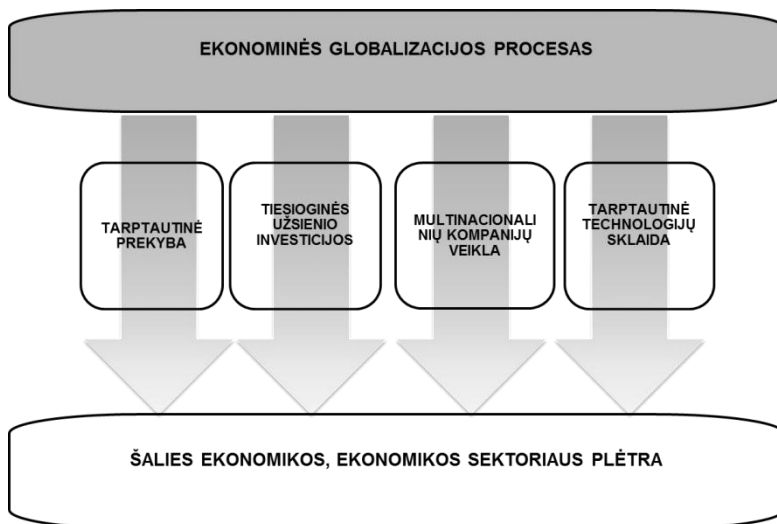 EKONOMINĖS GLOBALIZACIJOS PROCESAS
TARPTAUTINĖ
PREKYBA
TIESIOGINĖS
UŽSIENIO
INVESTICIJOS
MULTINACIONALI
NIŲ KOMPANIJŲ
VEIKLA
TARPTAUTINĖ
TECHNOLOGIJŲ
SKLAIDA
ŠALIES EKONOMIKOS, EKONOMIKOS SEKTORIAUS PLĖTRA